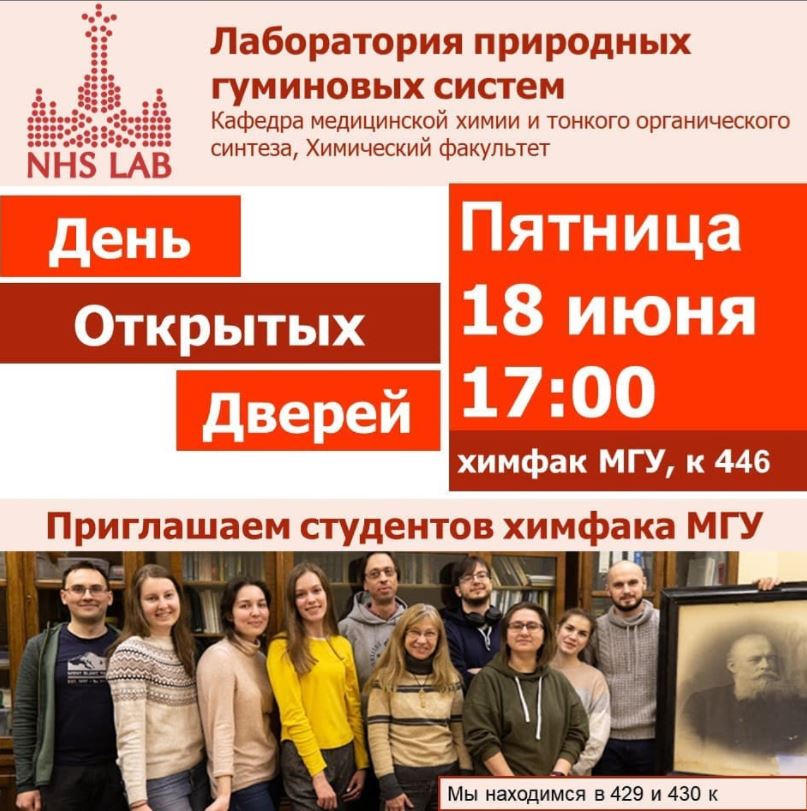 NHS LAB
Лаборатория природных
гуминовых систем
Кафедра медицинской химии и тонкого органического
синтеза, Химический факультет
День
Открытых
Дверей
Пятница
18 июня
17:00
химфак МГУ, к 446
Приглашаем студентов химфака МГУ
Мы находимся в 429 и 430 к